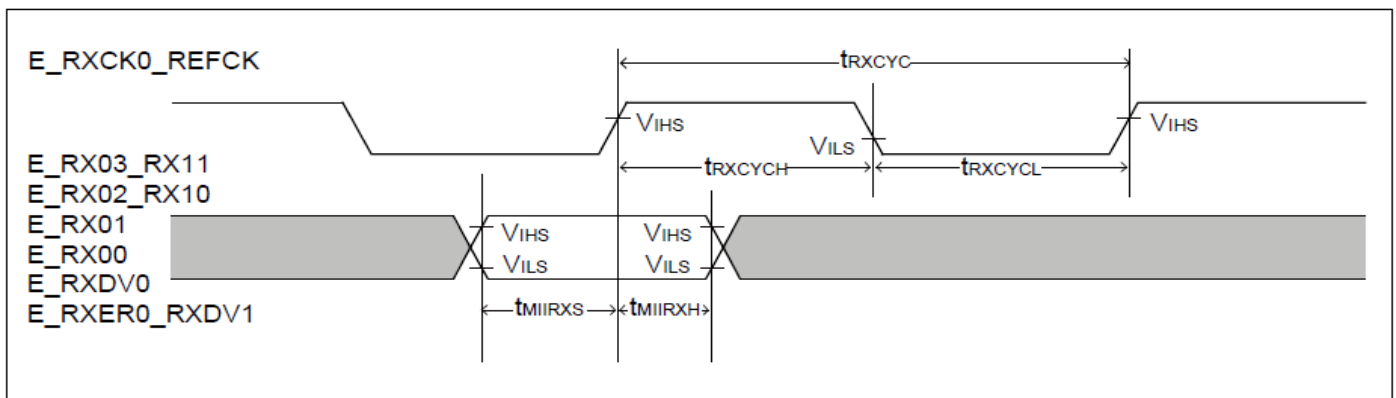 E_RXCK0_REFCK
tRXCYC
VIHS
VILS
VIHS
E_RX03_RX11
tRXCYCH
tRXCYCL
E_RX02_RX10
E_RX01
VIHS
VIHS
E_RX00
VILS
VILS
E_RXDV0
E_RXER0_RXDV1
tMIIRXS
tMIIRXH